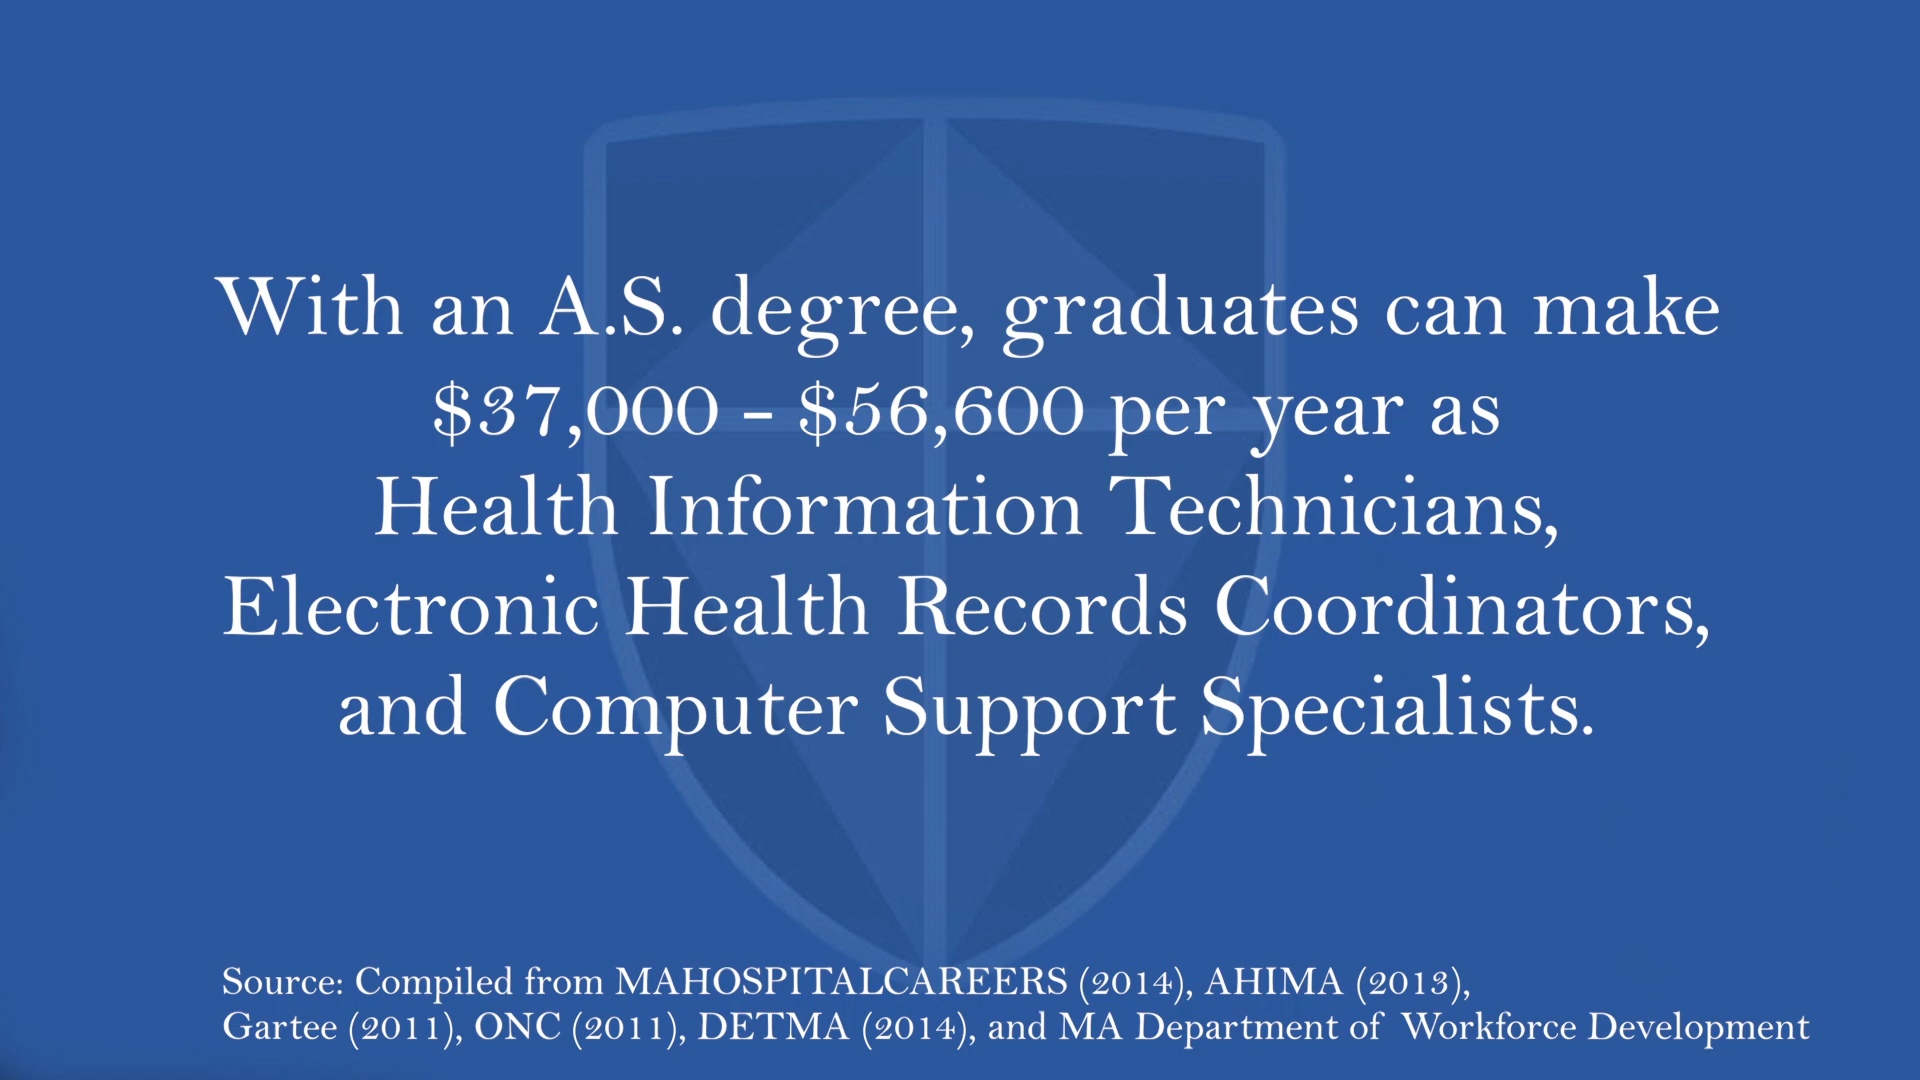 With an A.S. degree, graduates can make
$37,000 - $56,600 per year as
Health Information Technicians,
Electronic Health Records Coordinators,
and Computer Support Specialists.
Source: Compiled from MAHOSPITALCAREERS (2014), AHIMA (2013),
Gartee (2011), ONC (2011), DETMA (2014), and MA Department of Workforce Development